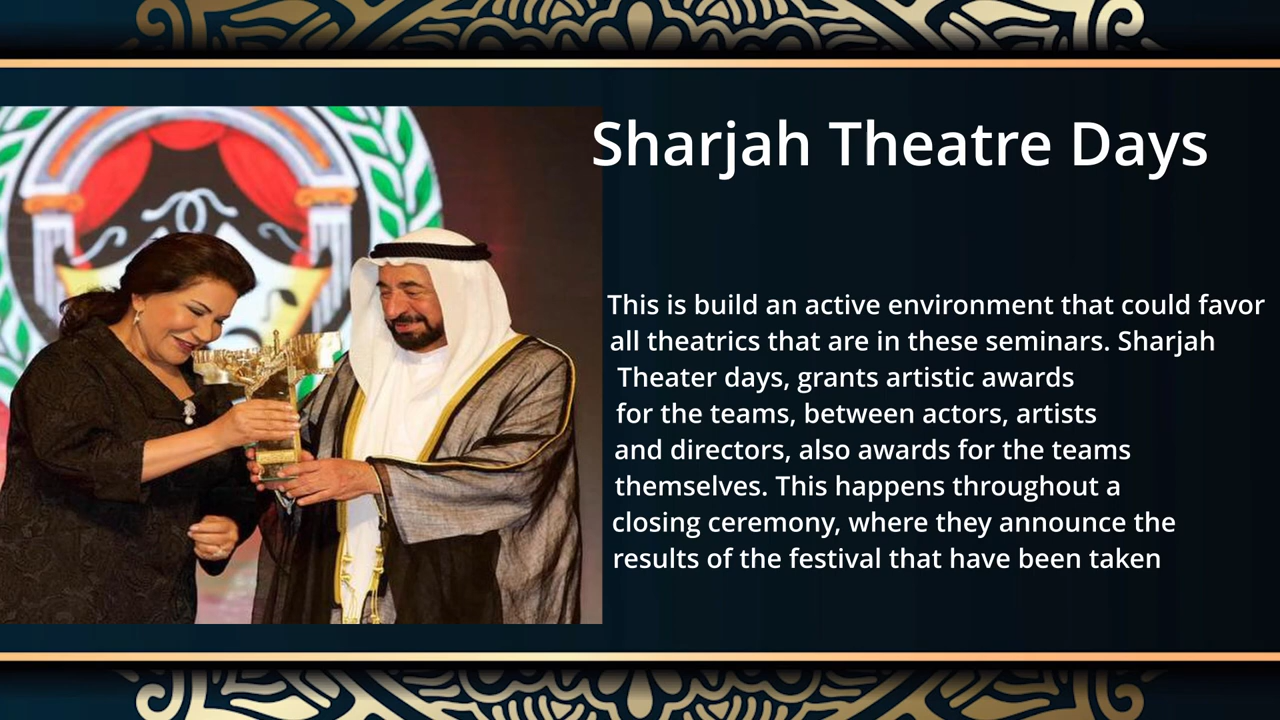 Sharjah Theatre Days
This is build an active environment that could favor
all theatrics that are in these seminars. Sharjah
Theater days, grants artistic awards
for the teams, between actors, artists
and directors, also awards for the teams
themselves. This happens throughout a
closing ceremony, where they announce the
results of the festival that have been taken